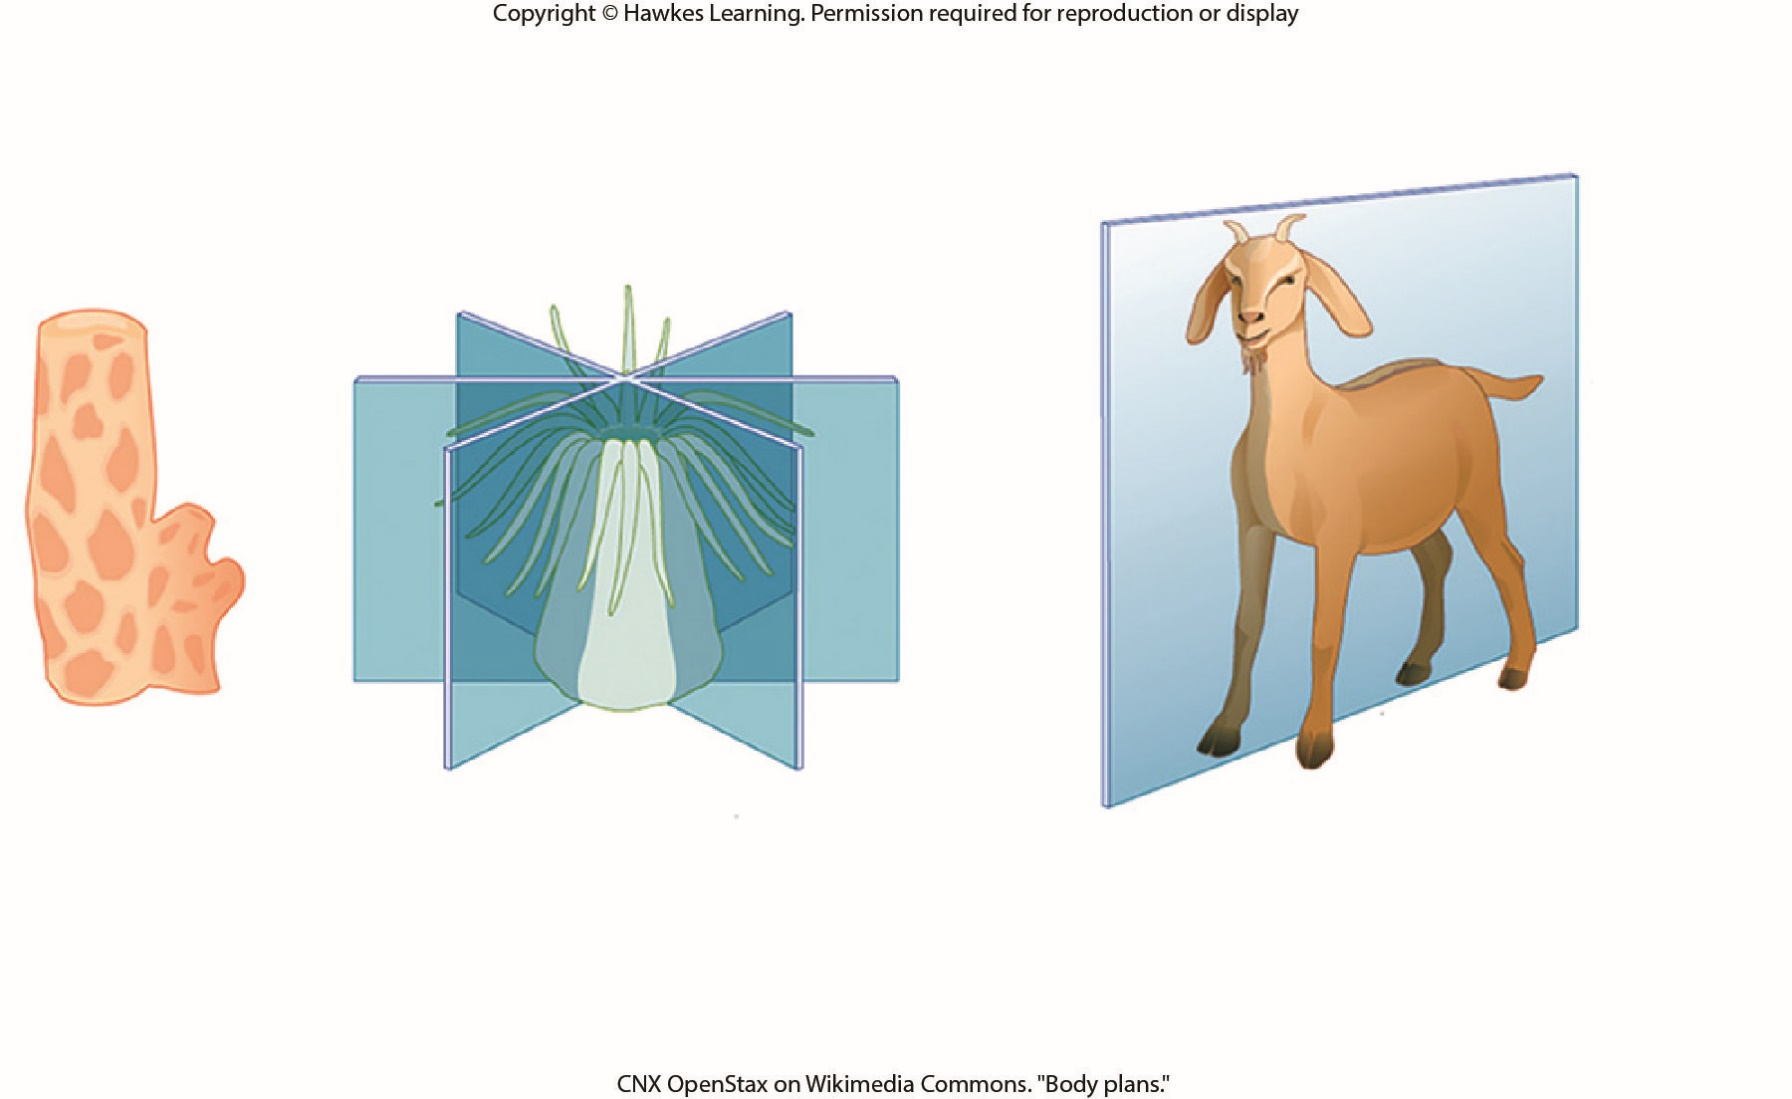 Copyright © Hawkes Learning. Permission required for reproduction or display
CNX OpenStax on Wikimedia Commons. "Body plans."